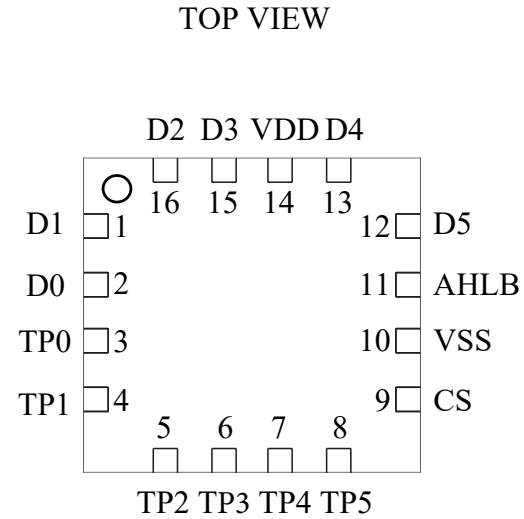 TOP VIEW
D2 D3 VDD D4
16 15 14 13
D1 1 12 D5
D0 2 11 AHLB
TP0 3 10 VSS
TP1 4 9 CS
5 6 7 8
TP2 TP3 TP4 TP5